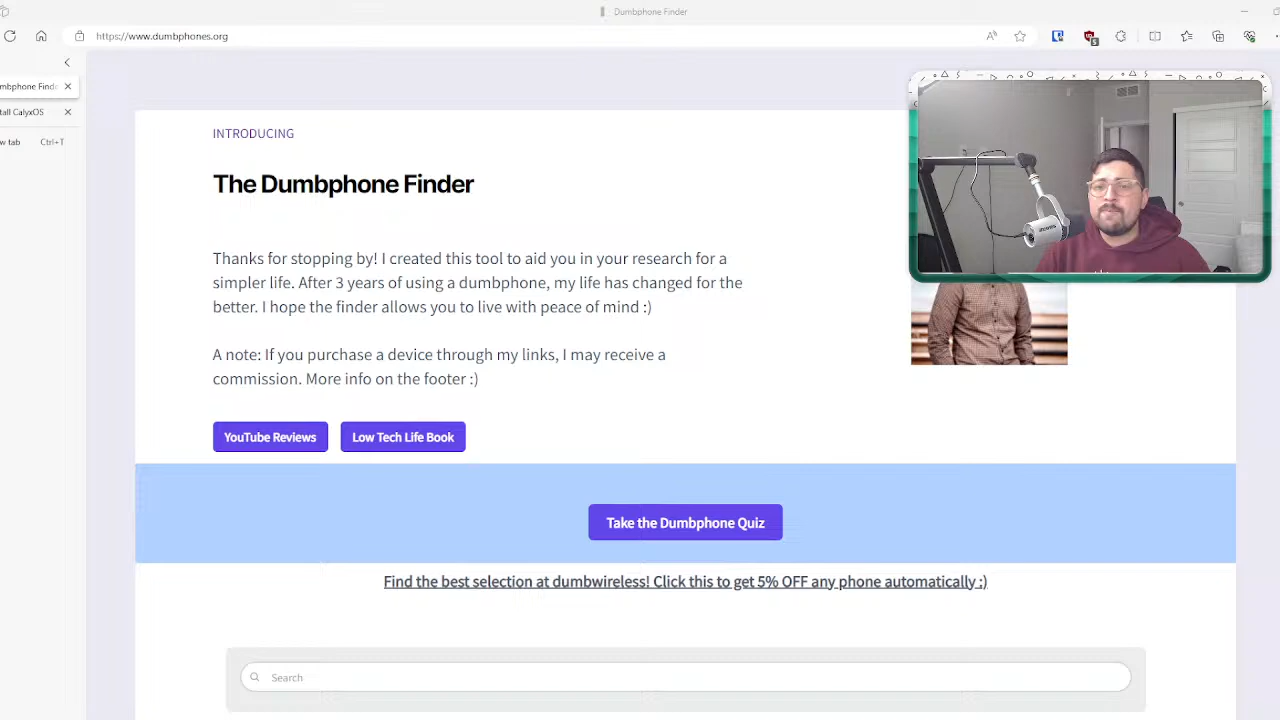 Dumbphone Finder
https://www.dumbphones.org
mbphone Finde
tall CalyxOS
w tab Ctrl+T
INTRODUCING
The Dumbphone Finder
Thanks for stopping by! I created this tool to aid you in your research for a
simpler life. After 3 years of using a dumbphone, my life has changed for the
better. I hope the finder allows you to live with peace of mind :)
A note: If you purchase a device through my links, I may receive a
commission. More info on the footer :)
YouTube Reviews
Low Tech Life Book
Take the Dumbphone Quiz
Find the best selection at dumbwireless! Click this to get 5% OFF any phone automatically ;)
Search